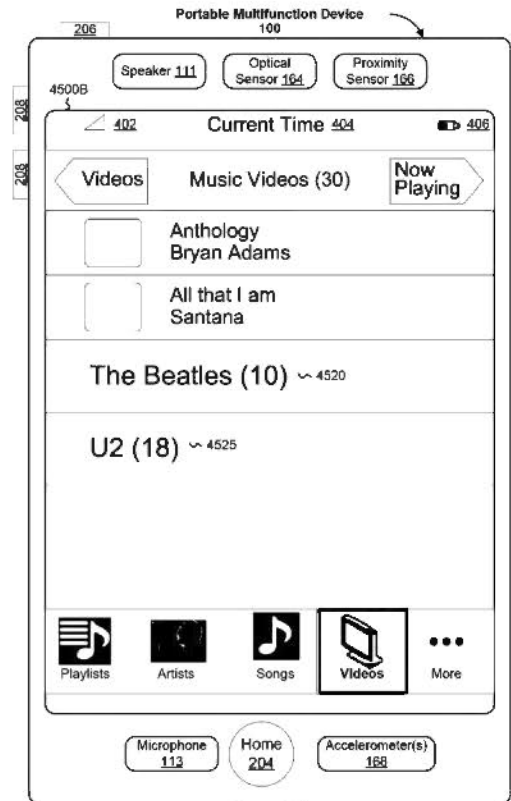 Portable Multifunction Device
100
206
Speaker 111
Optical
Sensor 164
Proximity
Sensor 166
4500B
208
208
402
Current Time 404
406
Videos
Music Videos (30)
Now
Playing
Anthology
Bryan Adams
All that I am
Santana
The Beatles (10) 4520
U2 (18) 4525
Playlists
Artists
Songs
Videos
More
Microphone
113
Home
204
Accelerometer(s)
168